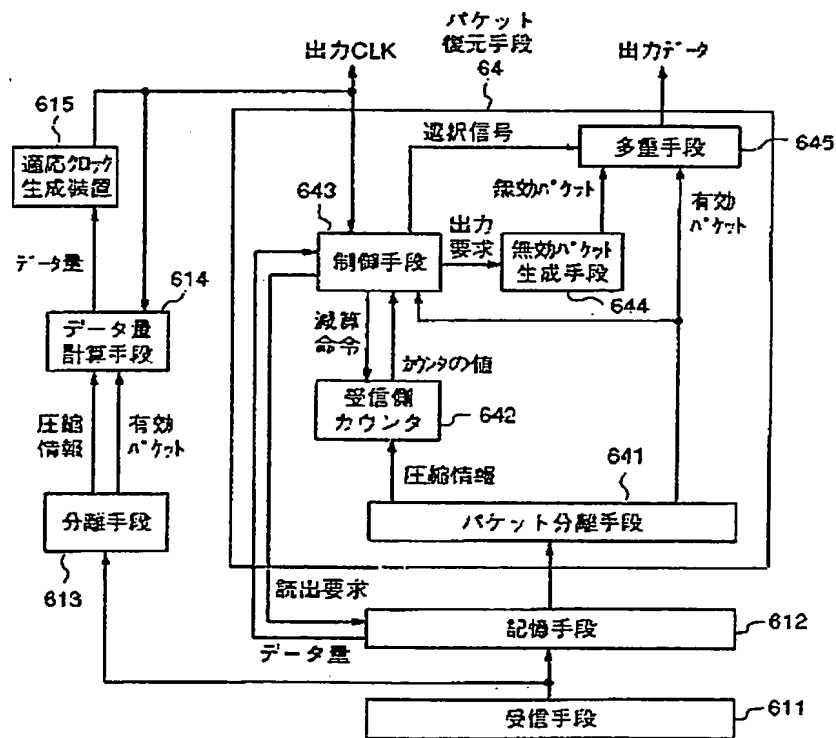 パケット
復元手段
64
出力CLK
出力データ
615
適応クロック
生成装置
選択信号
多重手段
645
無効パケット
有効
パケット
643
制御手段
出力
要求
無効パケット
生成手段
644
データ量
614
データ量
計算手段
減算
命令
カウンタの値
受信側
カウンタ
642
圧縮
情報
有効
パケット
圧縮情報
641
パケット分離手段
分離手段
613
読出要求
記憶手段
612
データ量
受信手段
611